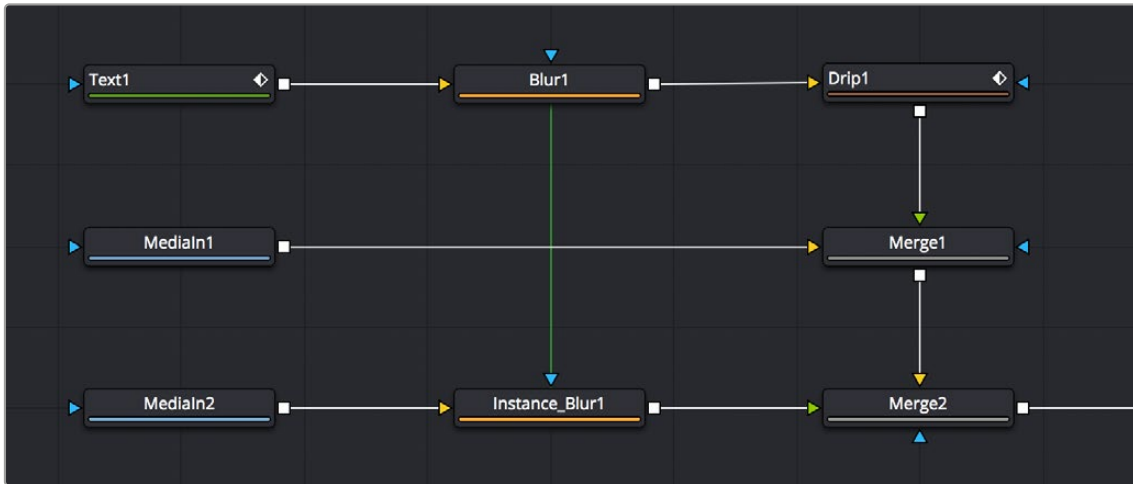 Text1
Blur1
Drip1
MediaIn1
Merge1
MediaIn2
Instance_Blur1
Merge2